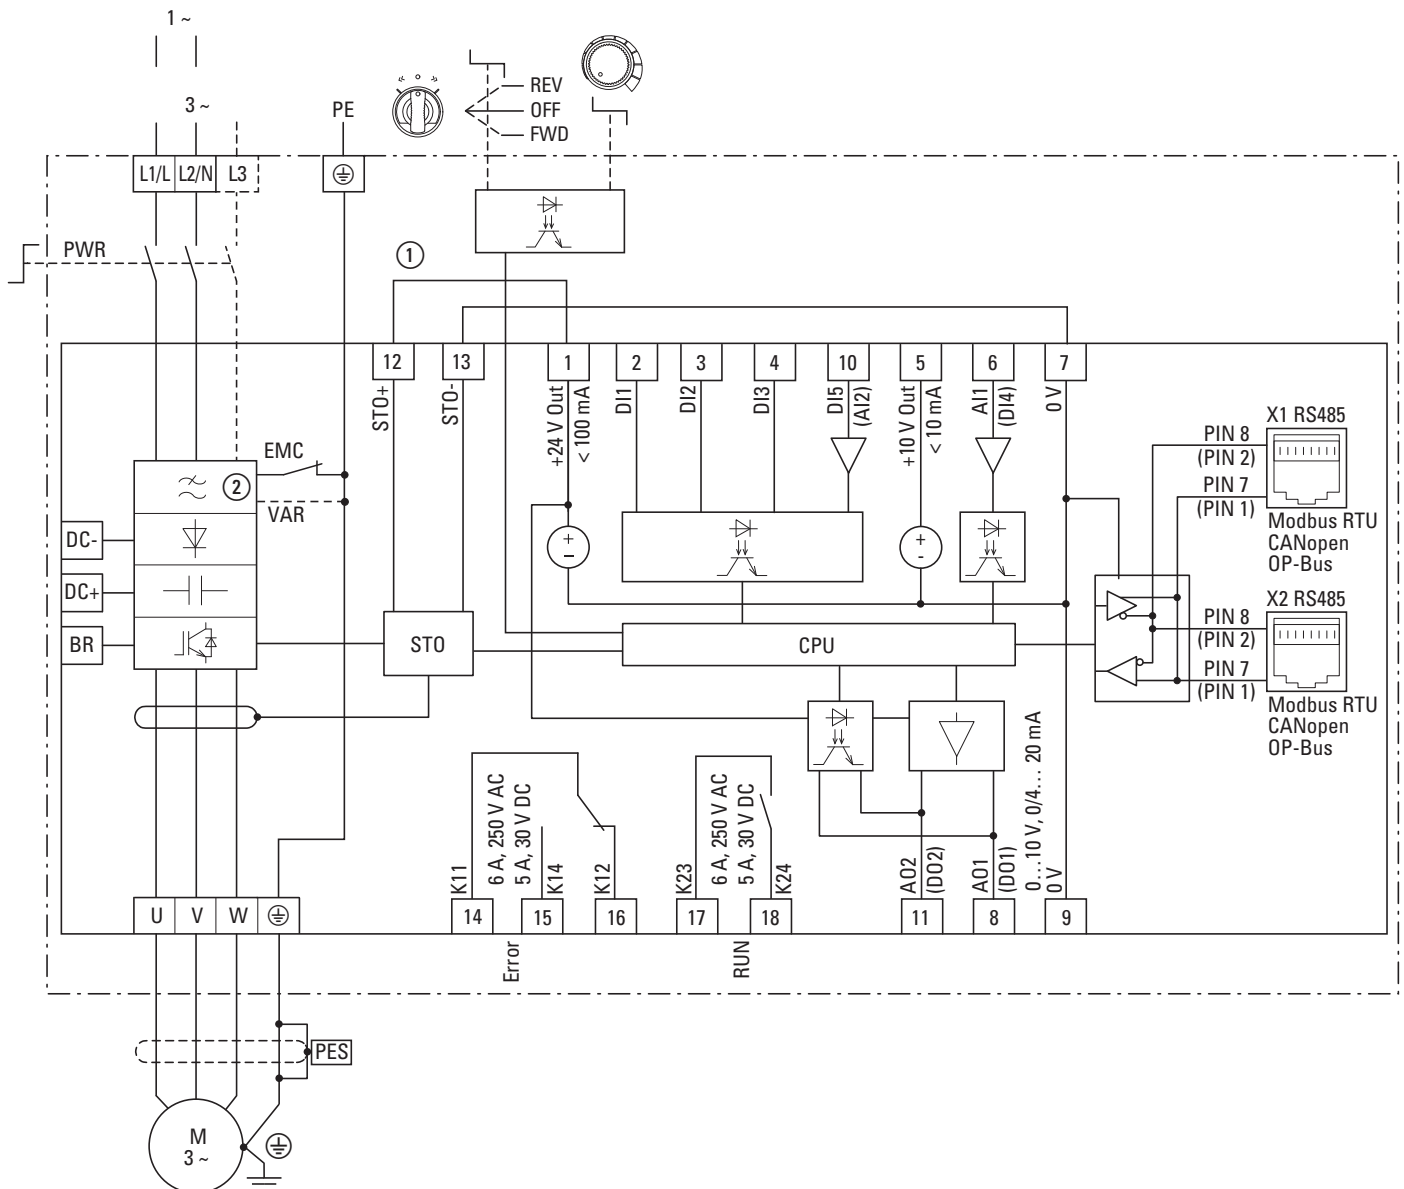 1 ~
3 ~
PE
REV
OFF
FWD
L1/L L2/N L3
PWR
1
12 13 1 2 3 4 10 5 6 7
STO+
STO-
+24 V Out
< 100 mA
DI1
DI2
DI3
DI5
(AI2)
+10 V Out
< 10 mA
AI1
(DI4)
0 V
X1 RS485
PIN 8
(PIN 2)
PIN 7
(PIN 1)
Modbus RTU
CANopen
OP-Bus
EMC
2
VAR
DC-
DC+
BR
STO
CPU
X2 RS485
PIN 8
(PIN 2)
PIN 7
(PIN 1)
Modbus RTU
CANopen
OP-Bus
K11
6 A, 250 V AC
5 A, 30 V DC
K14
K12
K23
6 A, 250 V AC
5 A, 30 V DC
K24
AO2
(DO2)
AO1
(DO1)
0...10 V, 0/4... 20 mA
0 V
U V W
14 15 16 17 18 11 8 9
Error
RUN
PES
M
3 ~